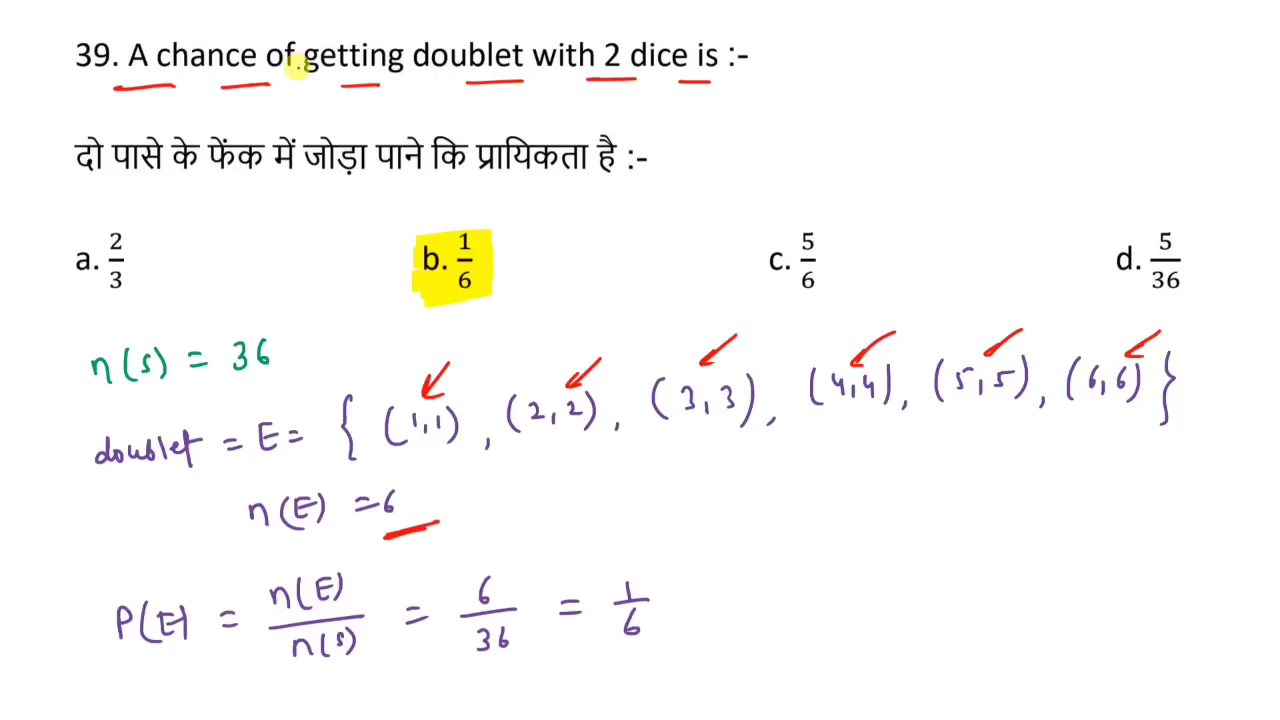 39. A chance of getting doublet with 2 dice is :-
दो पासे के फेंक में जोड़ा पाने कि प्रायिकता है :-
a. 2/3 b. 1/6 c. 5/6 d. 5/36
n(s) = 36
doublet = E = { (1,1), (2,2), (3,3), (4,4), (5,5), (6,6) }
n(E) = 6
P(E) = n(E)/n(s) = 6/36 = 1/6